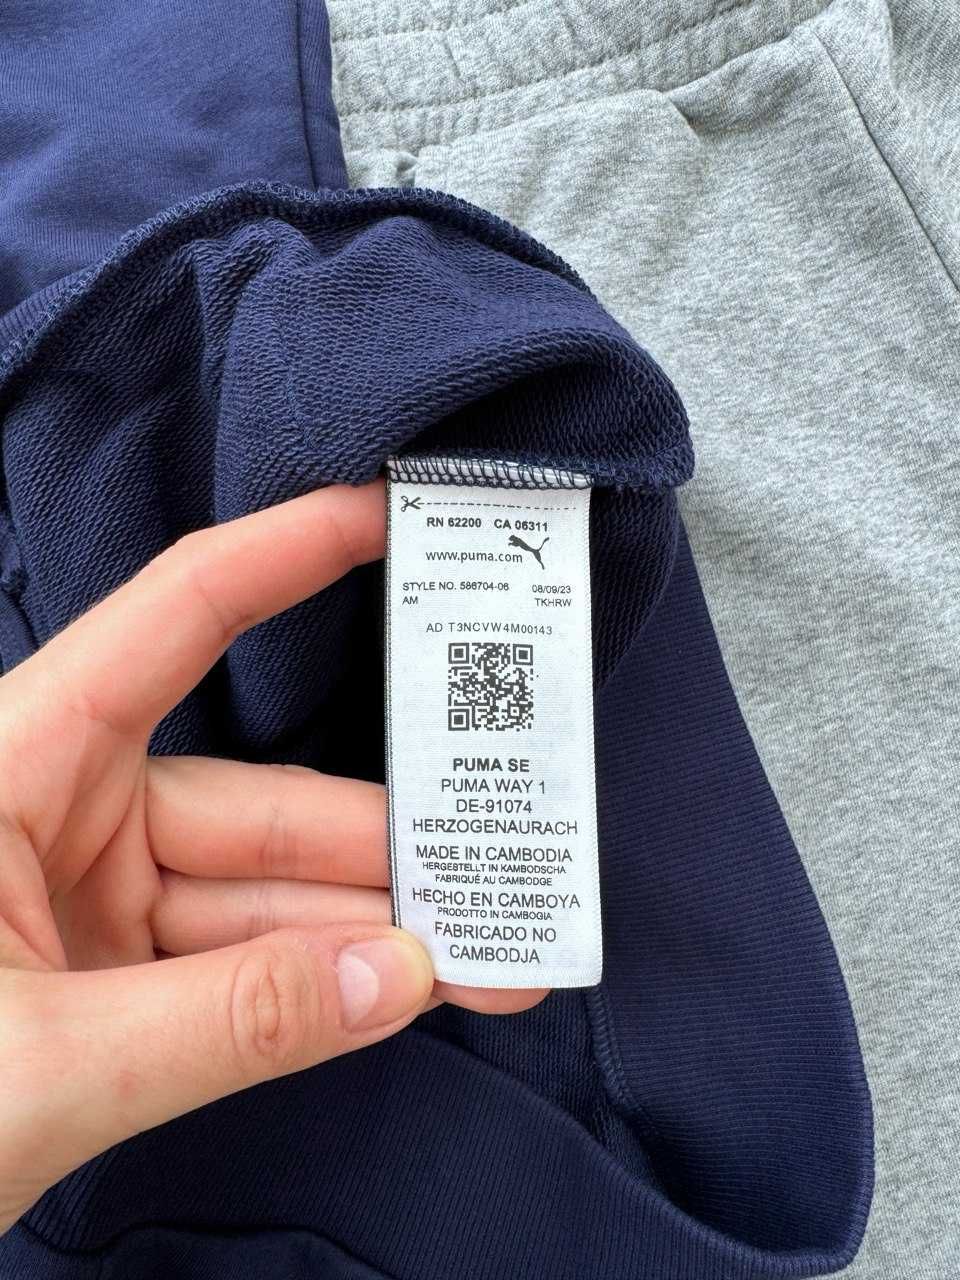 RN 62200 CA 06311
www.puma.com
STYLE NO. 586704-06 08/09/23
AM TKHRW
AD T3NCVW4M00143
PUMA SE
PUMA WAY 1
DE-91074
HERZOGENAURACH
MADE IN CAMBODIA
HERGESTELLT IN KAMBODSCHA
FABRIQUÉ AU CAMBODGE
HECHO EN CAMBOYA
PRODOTTO IN CAMBOGIA
FABRICADO NO
CAMBODJA